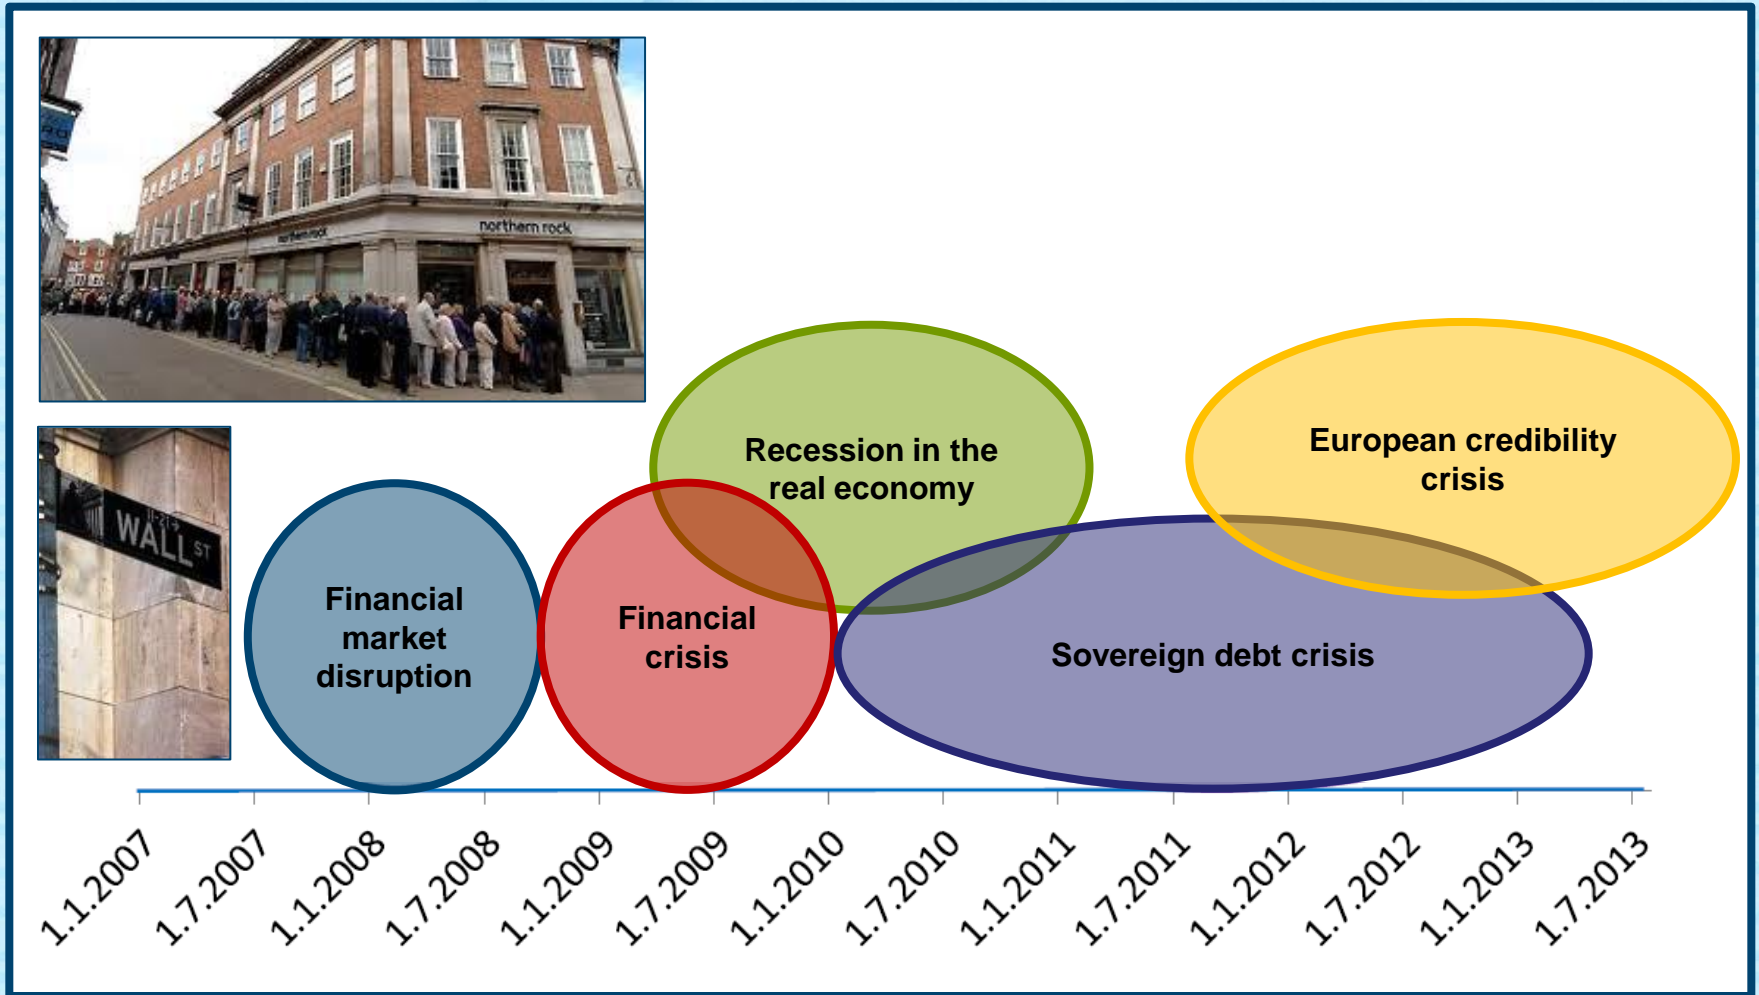 northern rock
northern rock
WALL ST
Recession in the
real economy
European credibility
crisis
Financial
market
disruption
Financial
crisis
Sovereign debt crisis
1.1.2007
1.7.2007
1.1.2008
1.7.2008
1.1.2009
1.7.2009
1.1.2010
1.7.2010
1.1.2011
1.7.2011
1.1.2012
1.7.2012
1.1.2013
1.7.2013